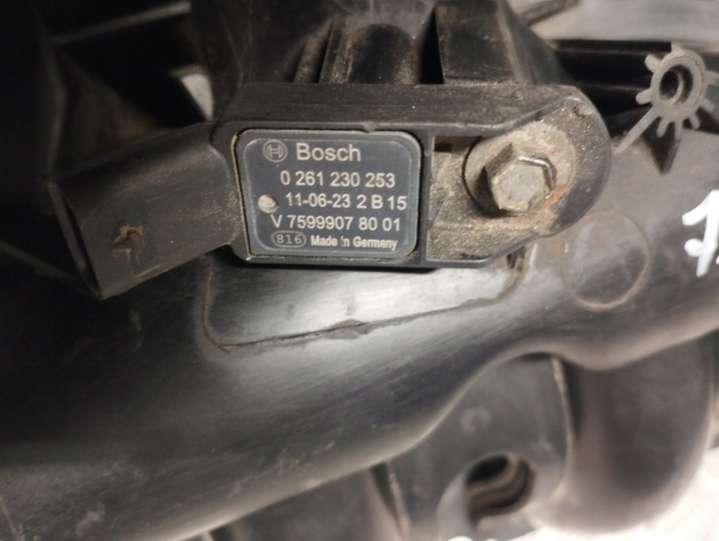 Bosch
0 261 230 253
11-06-23 2 B 15
V 7599907 80 01
816 Made in Germany